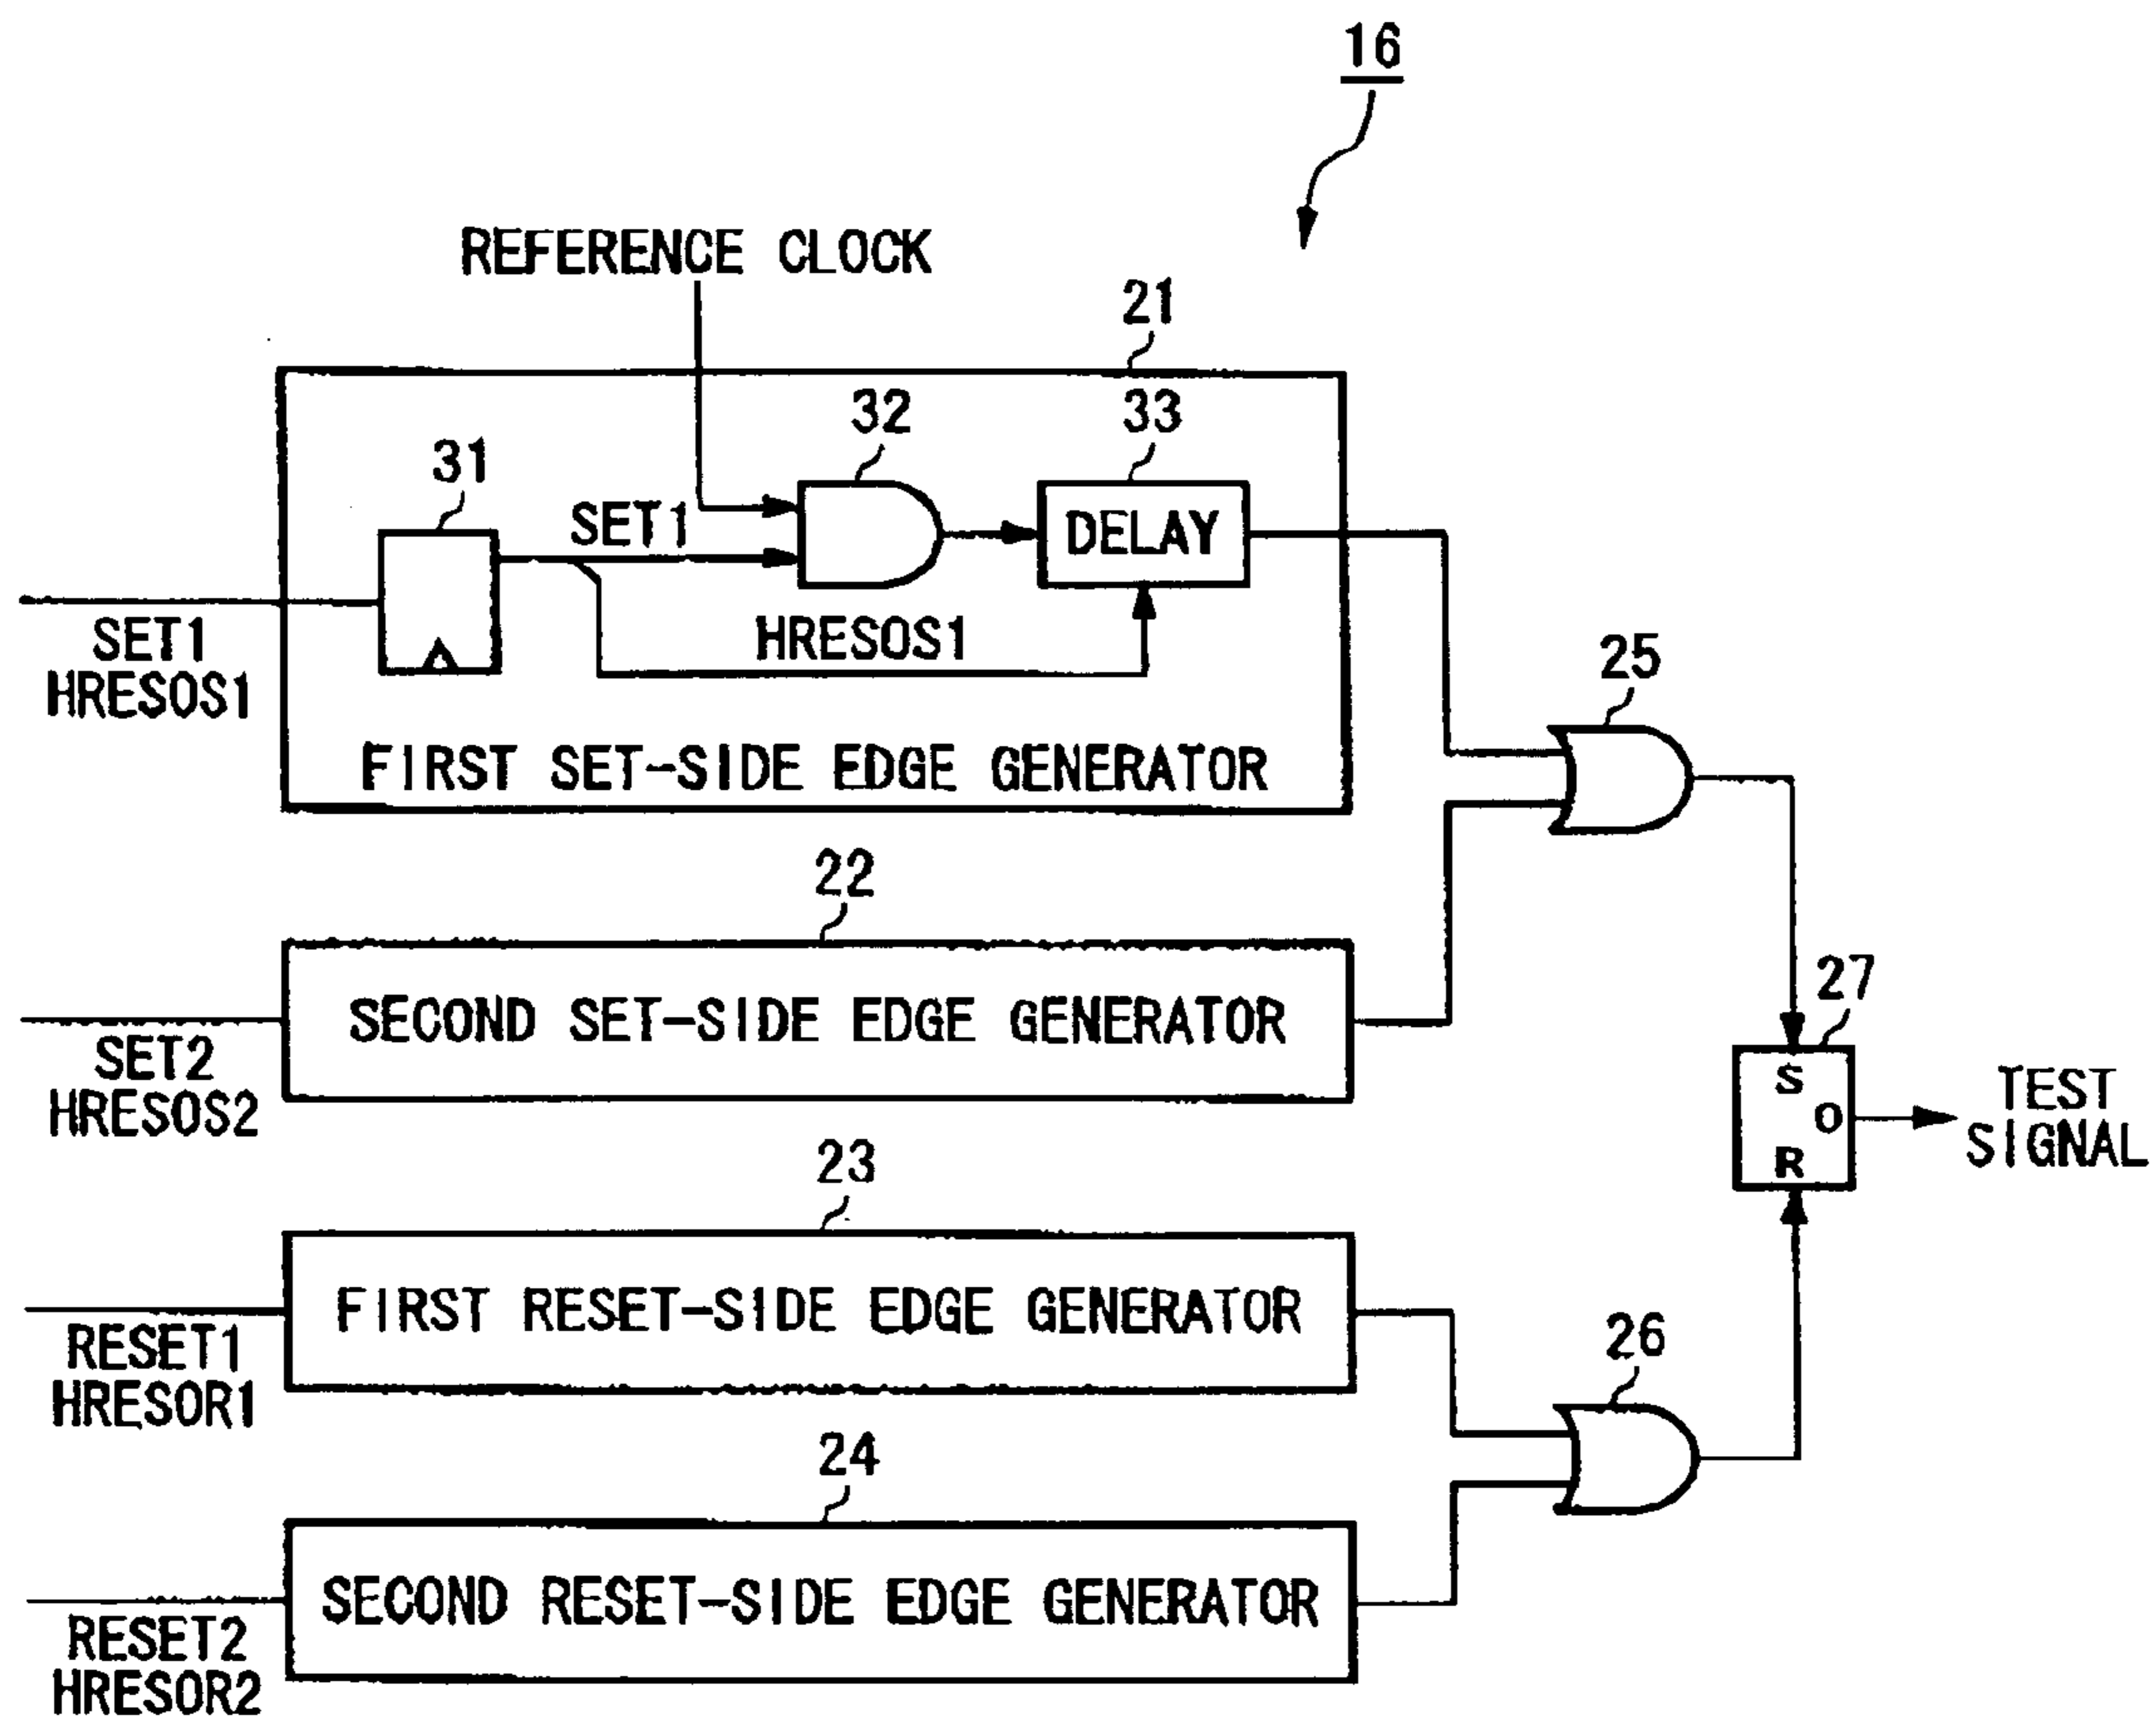 16
REFERENCE CLOCK
21
32
33
31
SET1
DELAY
SET1
HRESOS1
HRESOS1
25
FIRST SET-SIDE EDGE GENERATOR
22
SECOND SET-SIDE EDGE GENERATOR
SET2
HRESOS2
27
S
O
R
TEST
SIGNAL
23
FIRST RESET-SIDE EDGE GENERATOR
RESET1
HRESOR1
26
24
SECOND RESET-SIDE EDGE GENERATOR
RESET2
HRESOR2